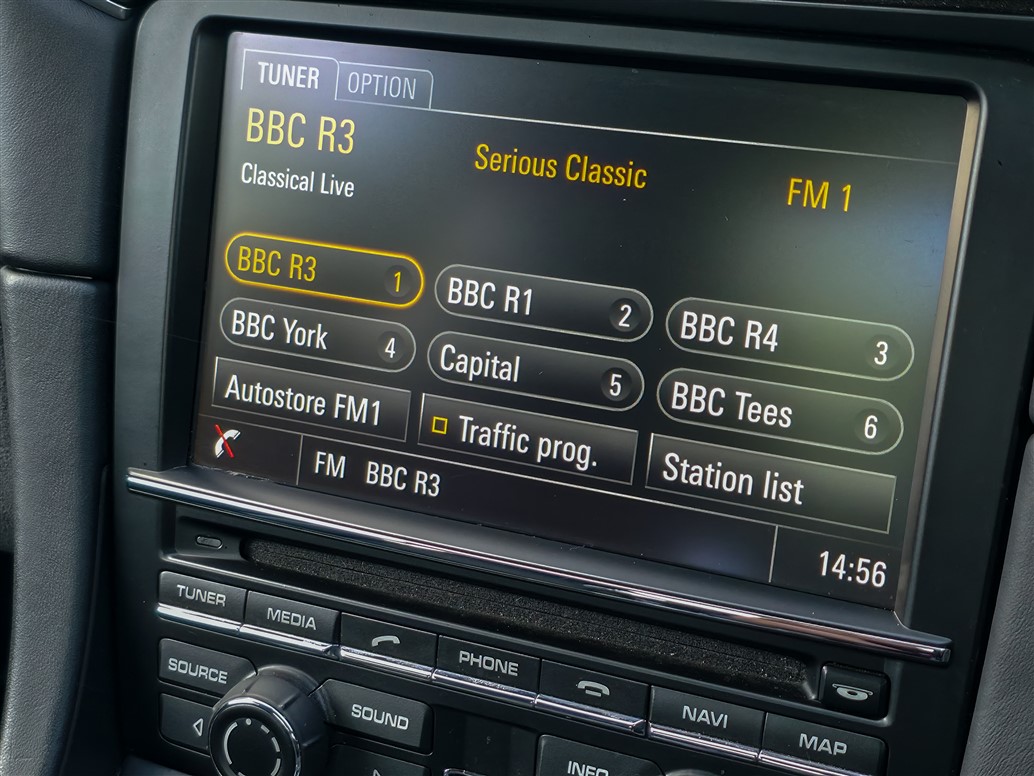 TUNER OPTION
BBC R3
Serious Classic
FM 1
Classical Live
BBC R3 1
BBC R1 2
BBC R4 3
BBC York 4
Capital 5
BBC Tees 6
Autostore FM1
Traffic prog.
Station list
FM BBC R3
14:56
TUNER
MEDIA
PHONE
NAVI
MAP
SOURCE
SOUND
INFO